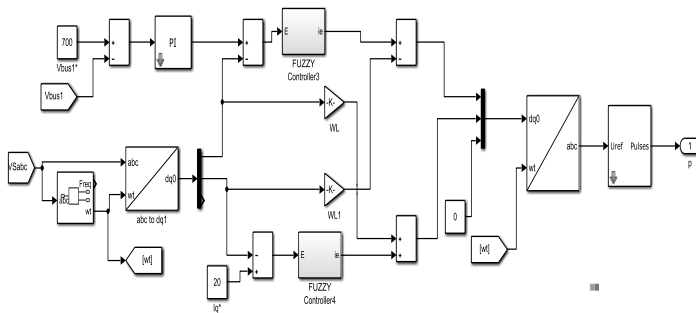 700
Vbus1*
+
-
PI
+
-
E
ie
FUZZY
Controller3
+
-
Vbus1
-K-
WL
VSabc
abc
Freq
wt
abc
wt
dq0
abc to dq1
-K-
WL1
[wt]
20
Iq*
-
+
E
ie
FUZZY
Controller4
+
+
0
[wt]
dq0
wt
abc
Uref
Pulses
1
p